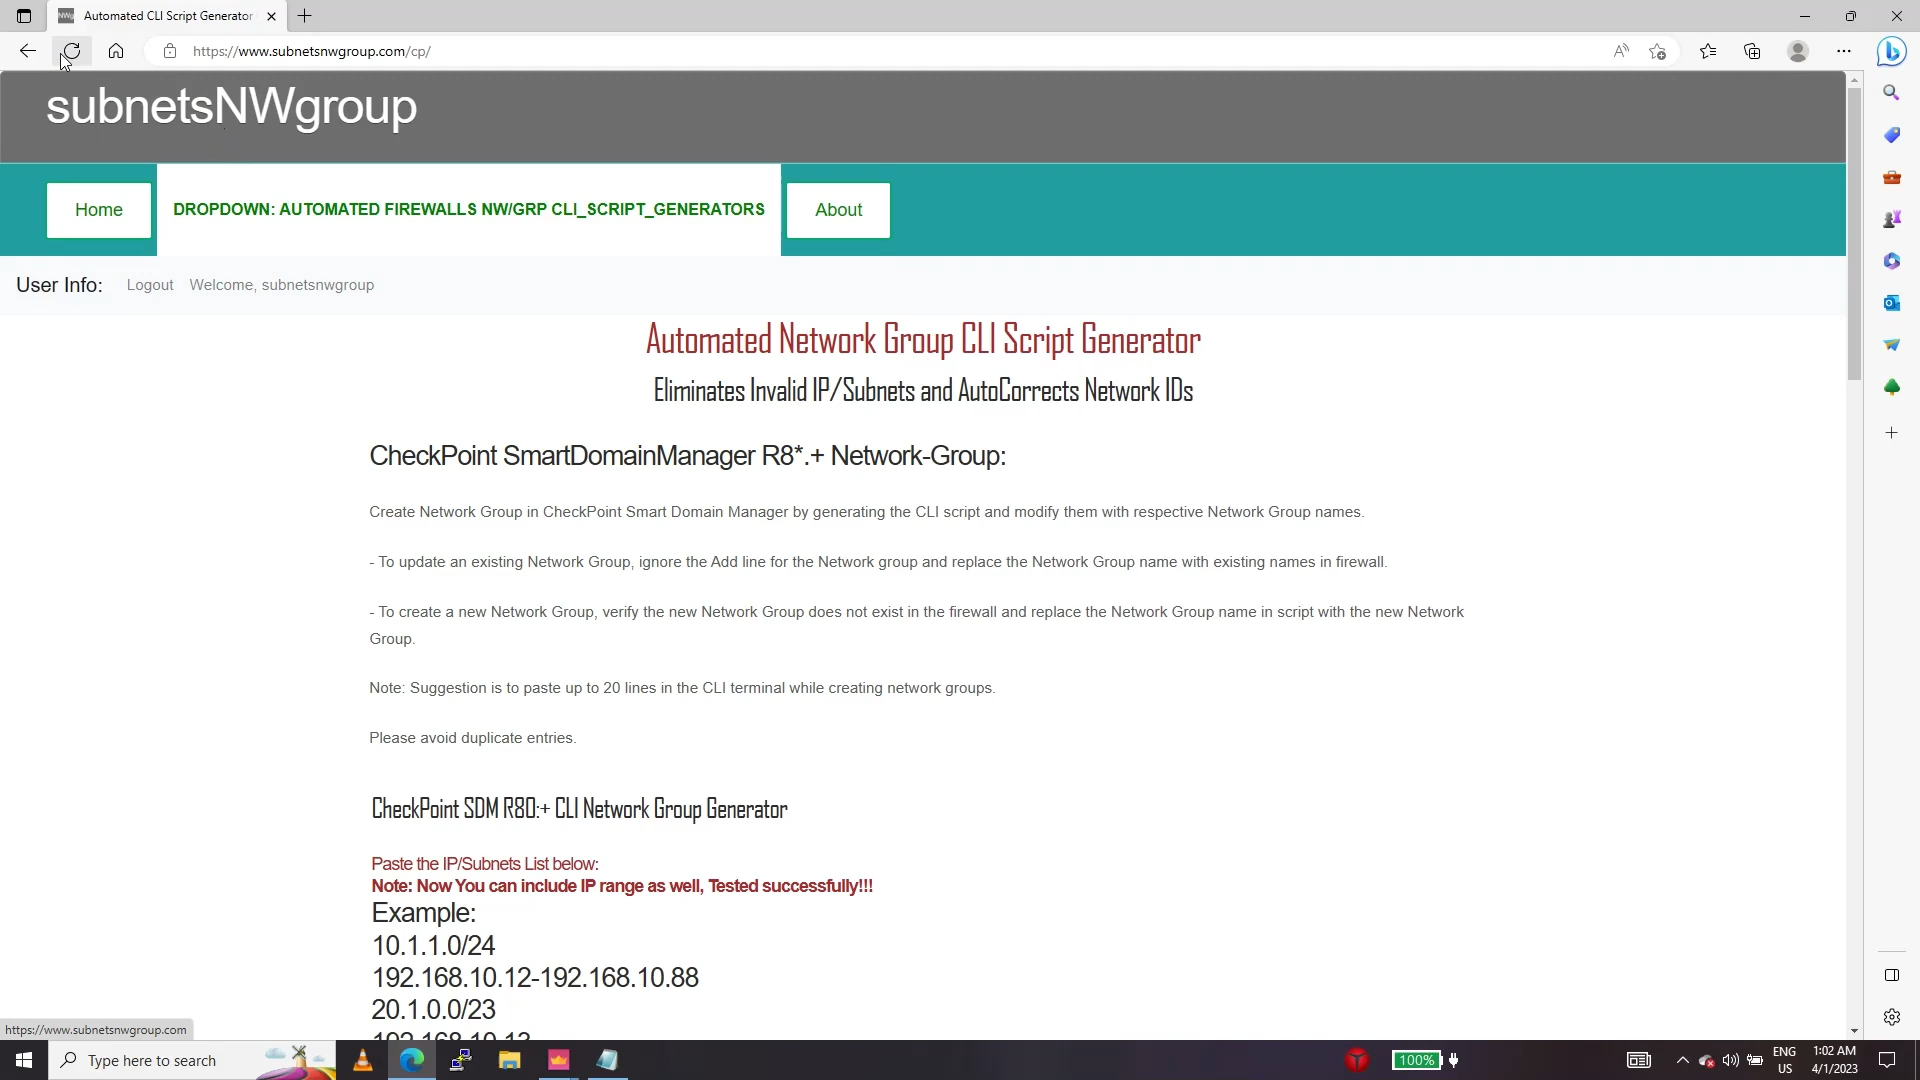 Automated CLI Script Generator
https://www.subnetsnwgroup.com/cp/
subnetsNWgroup
Home
DROPDOWN: AUTOMATED FIREWALLS NW/GRP CLI_SCRIPT_GENERATORS
About
User Info:
Logout
Welcome, subnetsnwgroup
Automated Network Group CLI Script Generator
Eliminates Invalid IP/Subnets and AutoCorrects Network IDs
CheckPoint SmartDomainManager R8*.+ Network-Group:
Create Network Group in CheckPoint Smart Domain Manager by generating the CLI script and modify them with respective Network Group names.
- To update an existing Network Group, ignore the Add line for the Network group and replace the Network Group name with existing names in firewall.
- To create a new Network Group, verify the new Network Group does not exist in the firewall and replace the Network Group name in script with the new Network
Group.
Note: Suggestion is to paste up to 20 lines in the CLI terminal while creating network groups.
Please avoid duplicate entries.
CheckPoint SDM R80:+ CLI Network Group Generator
Paste the IP/Subnets List below:
Note: Now You can include IP range as well, Tested successfully!!!
Example:
10.1.1.0/24
192.168.10.12-192.168.10.88
20.1.0.0/23
192.168.10.13
https://www.subnetsnwgroup.com
Type here to search
100%
ENG
US
1:02 AM
4/1/2023